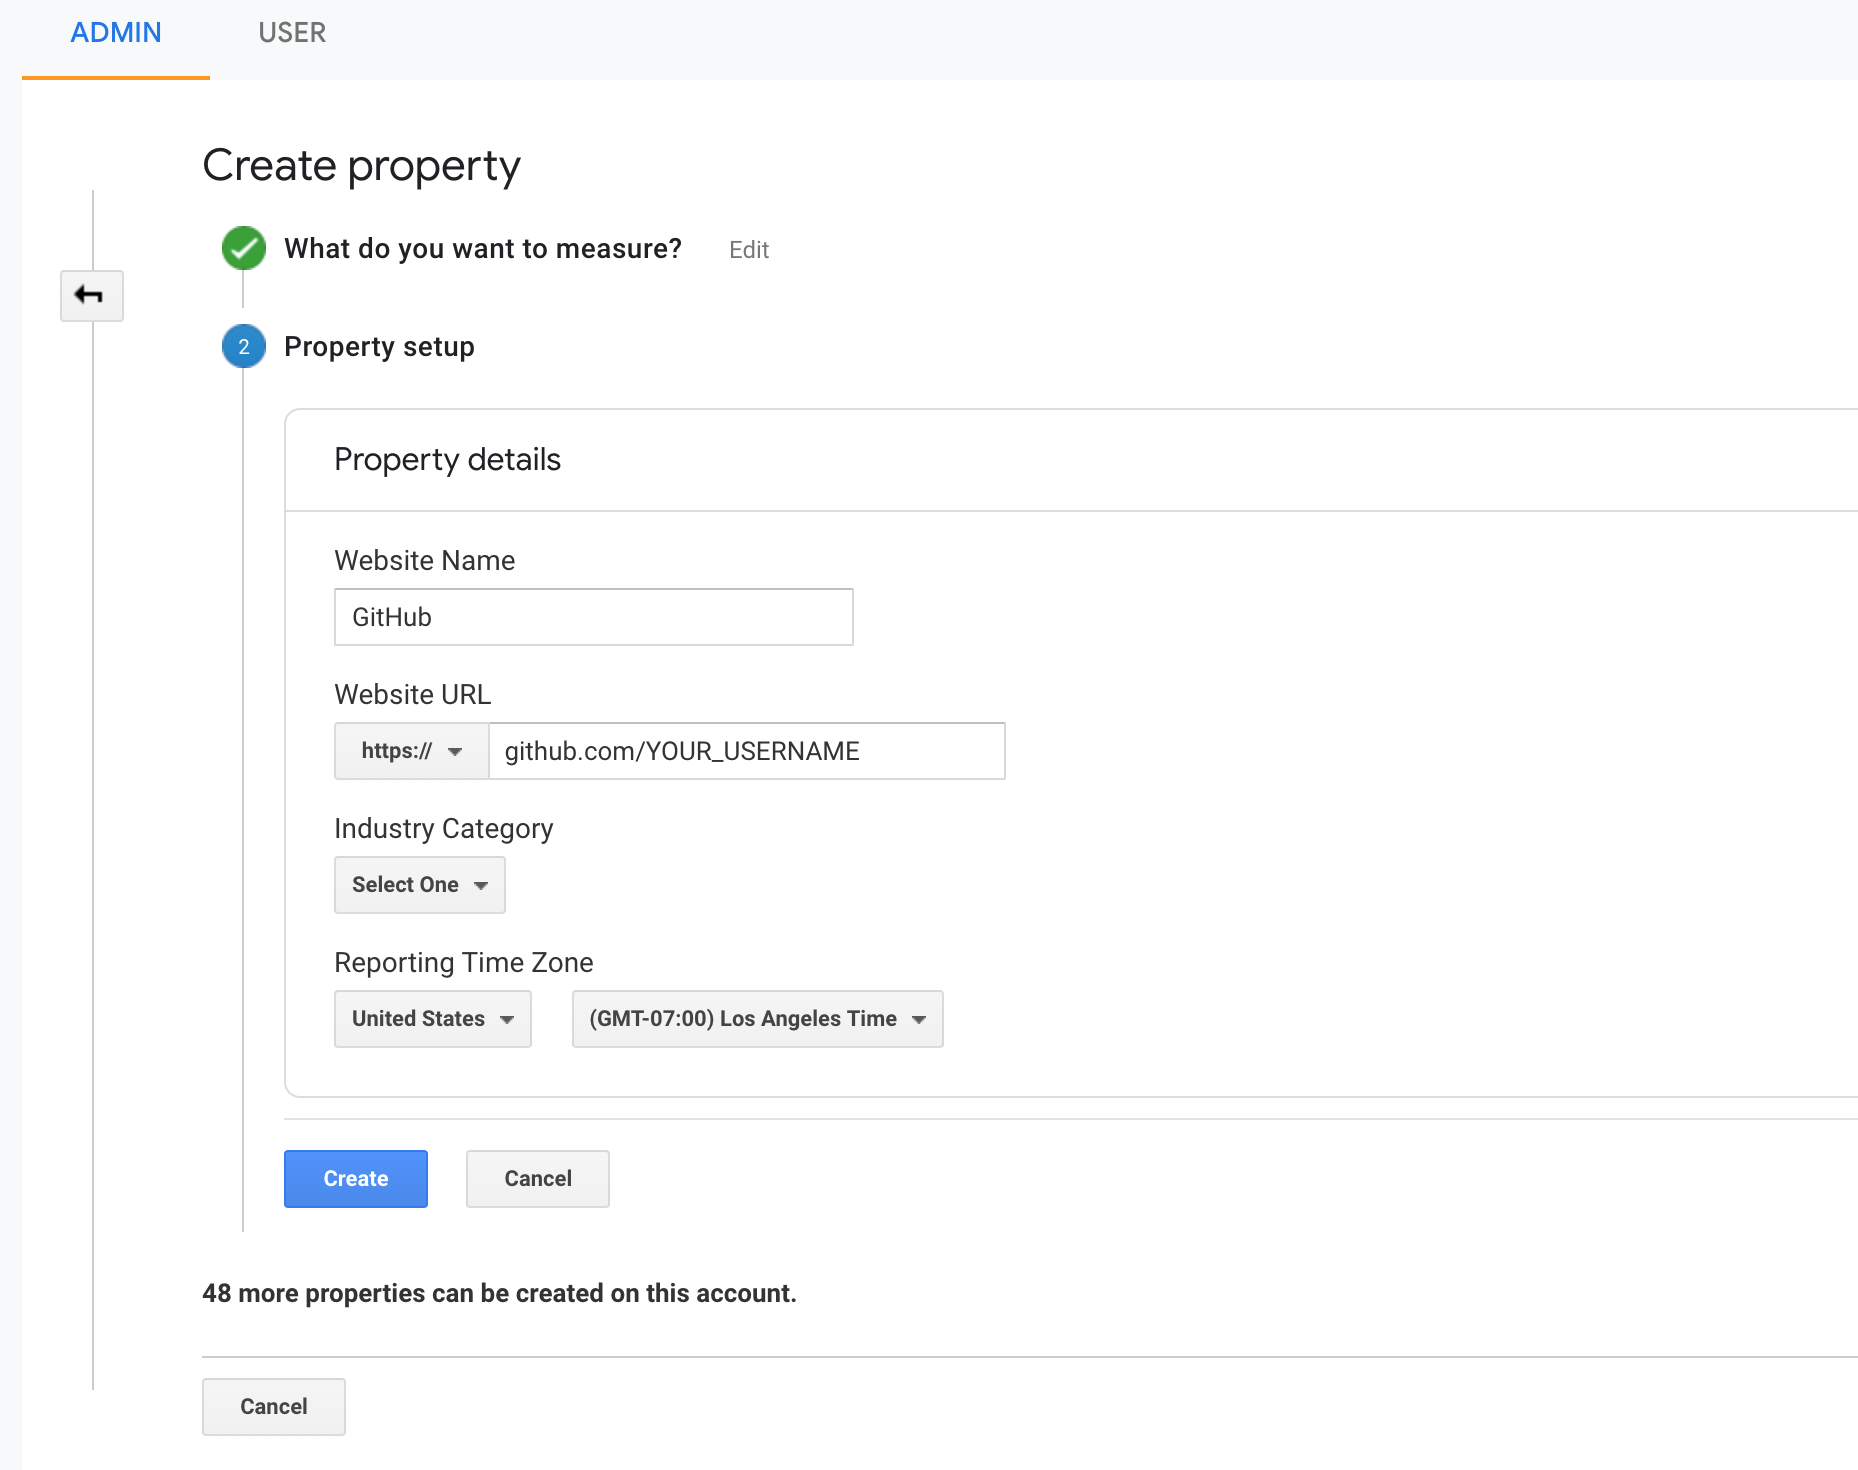 ADMIN USER
Create property
What do you want to measure? Edit
2 Property setup
Property details
Website Name
GitHub
Website URL
https:// github.com/YOUR_USERNAME
Industry Category
Select One
Reporting Time Zone
United States (GMT-07:00) Los Angeles Time
Create Cancel
48 more properties can be created on this account.
Cancel